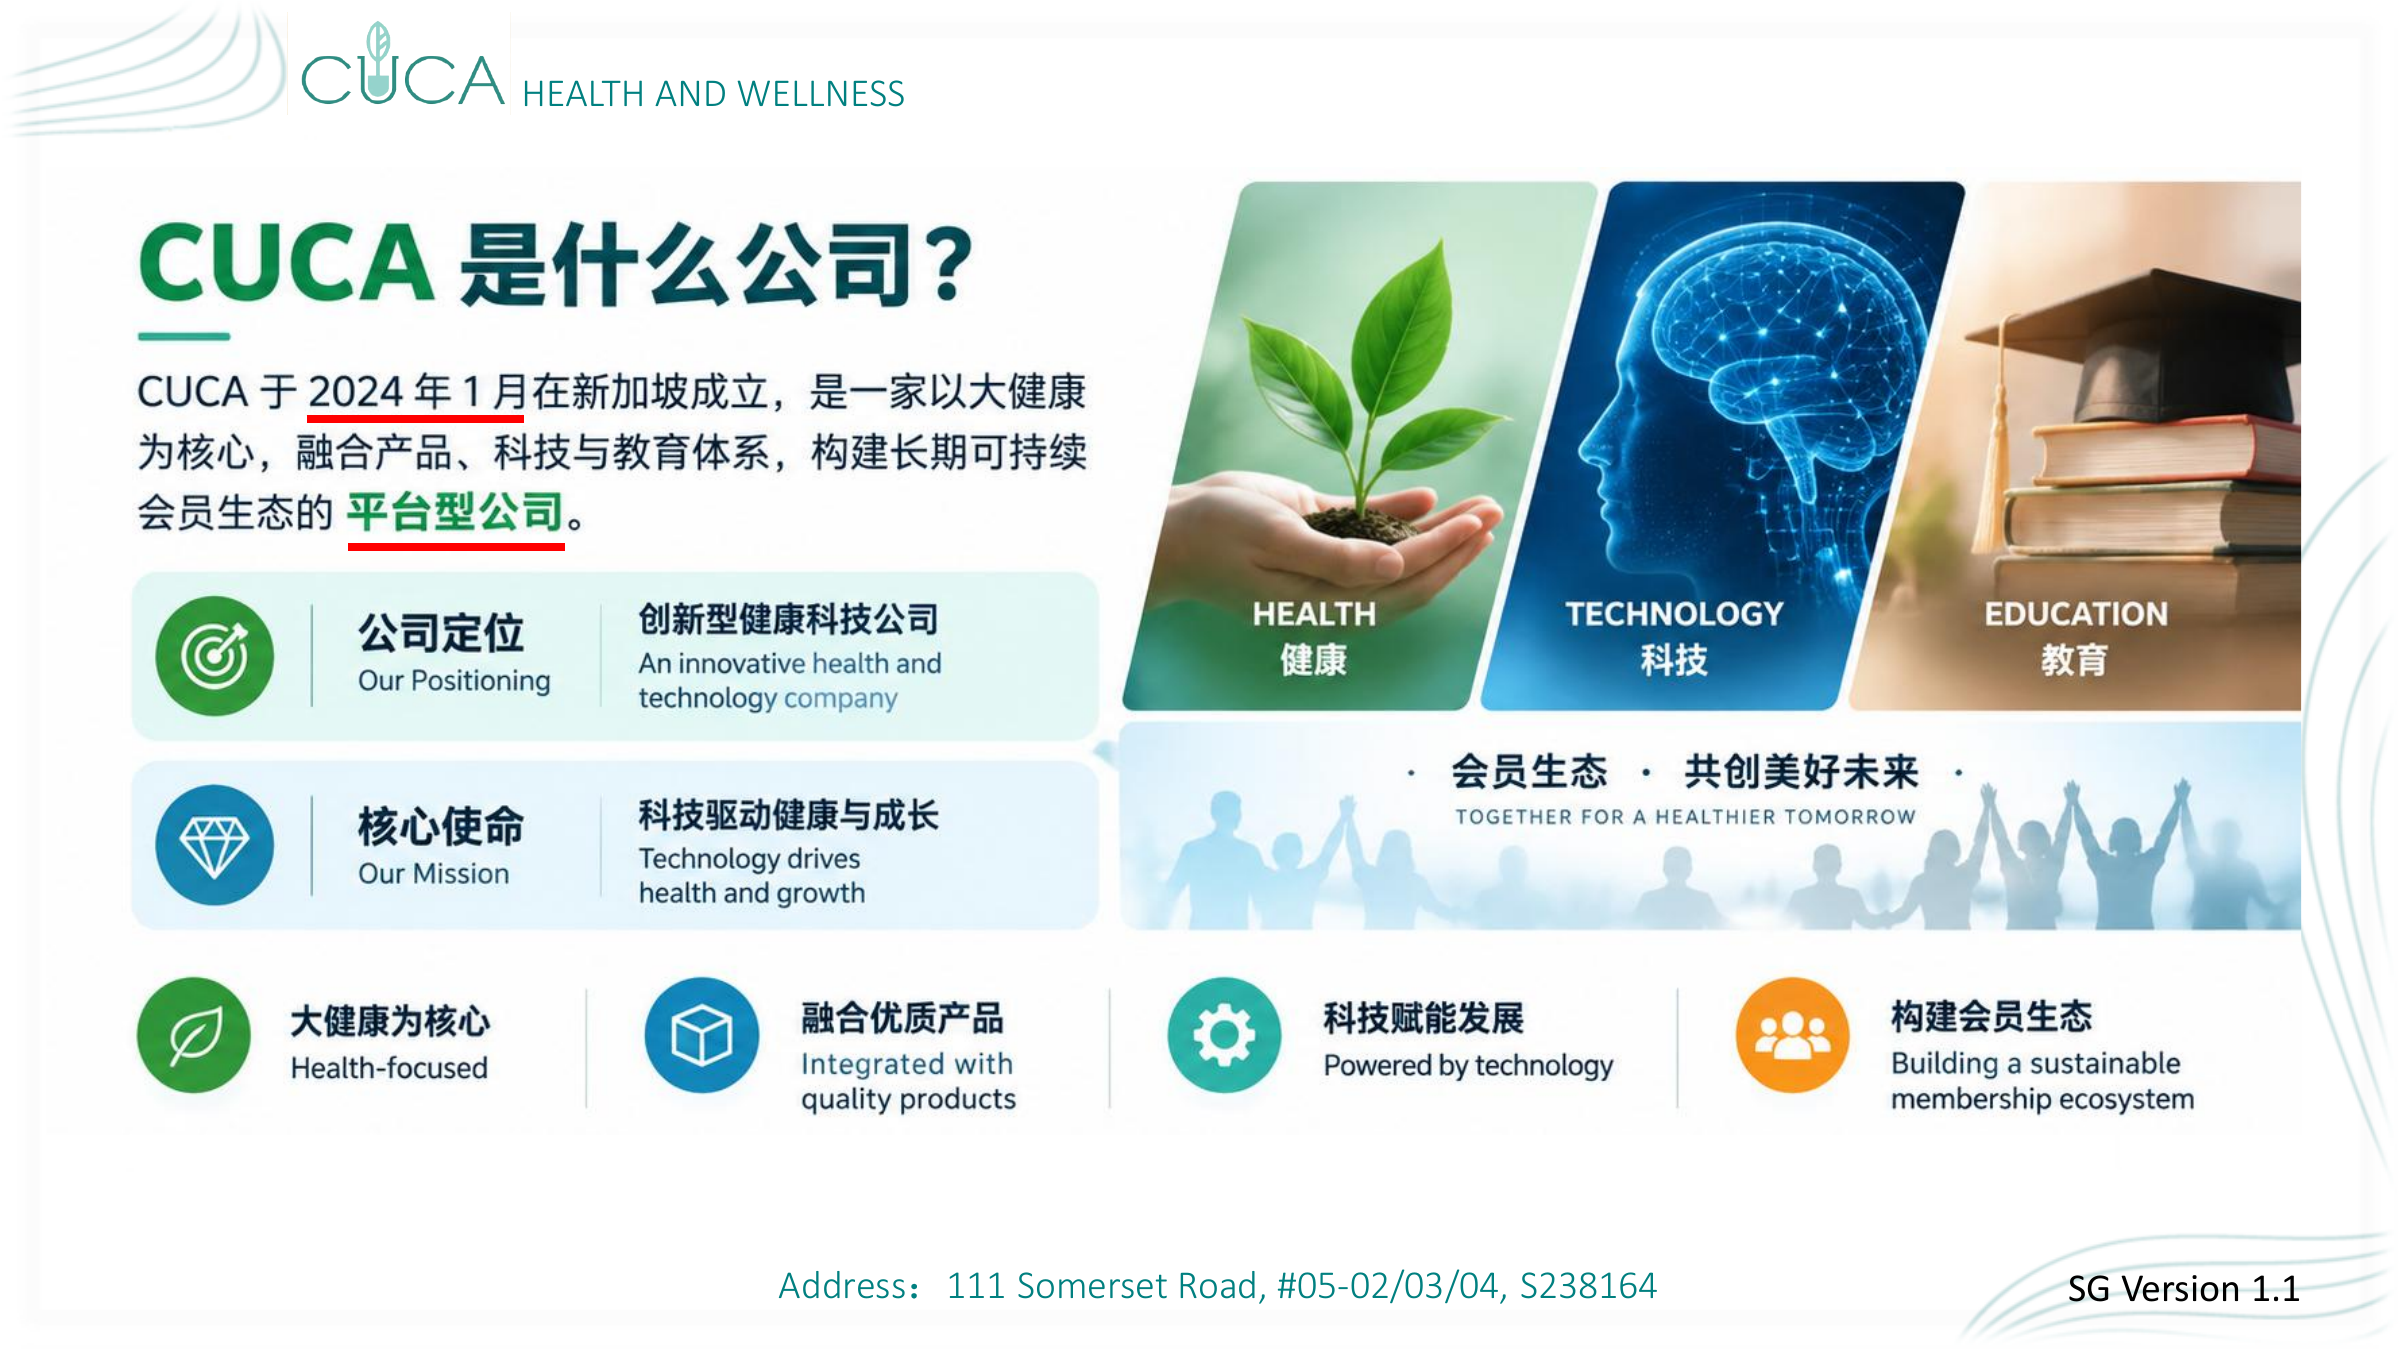 CUCA HEALTH AND WELLNESS
CUCA 是什么公司？
CUCA 于 2024 年 1 月在新加坡成立，是一家以大健康
为核心，融合产品、科技与教育体系，构建长期可持续
会员生态的 平台型公司。
公司定位
Our Positioning
创新型健康科技公司
An innovative health and
technology company
核心使命
Our Mission
科技驱动健康与成长
Technology drives
health and growth
HEALTH
健康
TECHNOLOGY
科技
EDUCATION
教育
· 会员生态 · 共创美好未来 ·
TOGETHER FOR A HEALTHIER TOMORROW
大健康为核心
Health-focused
融合优质产品
Integrated with
quality products
科技赋能发展
Powered by technology
构建会员生态
Building a sustainable
membership ecosystem
Address： 111 Somerset Road, #05-02/03/04, S238164
SG Version 1.1